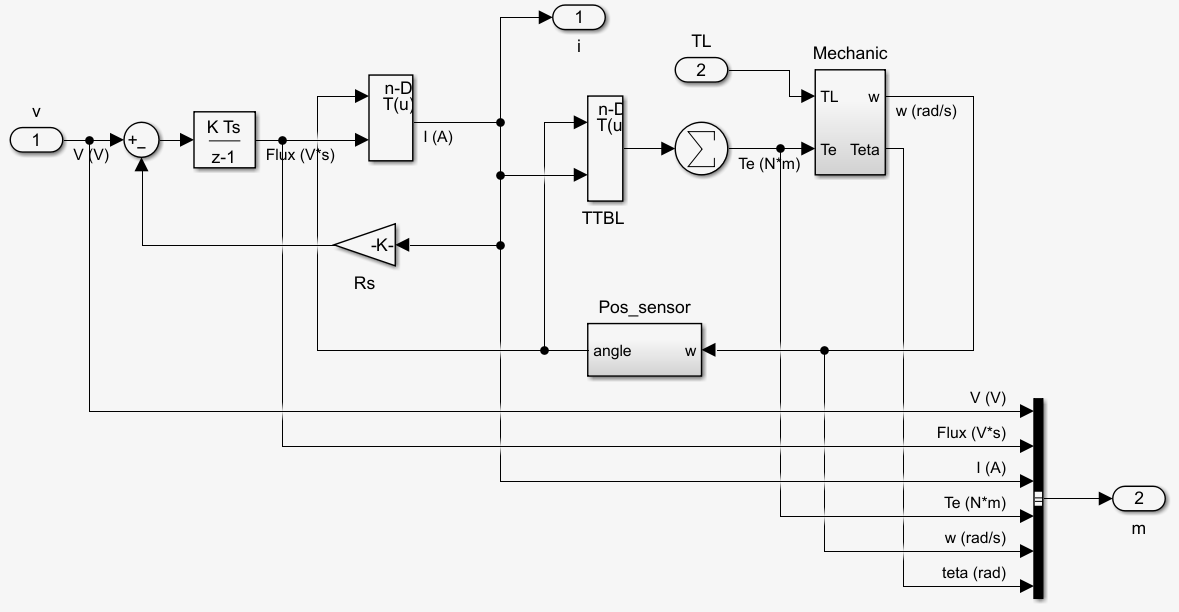 1
i
TL
2
Mechanic
n-D
T(u)
TL
w
w (rad/s)
v
1
V (V)
+
−
K Ts
z-1
Flux (V*s)
I (A)
n-D
T(u
Te (N*m)
Te
Teta
TTBL
-K-
Rs
Pos_sensor
angle
w
V (V)
Flux (V*s)
I (A)
Te (N*m)
w (rad/s)
teta (rad)
2
m